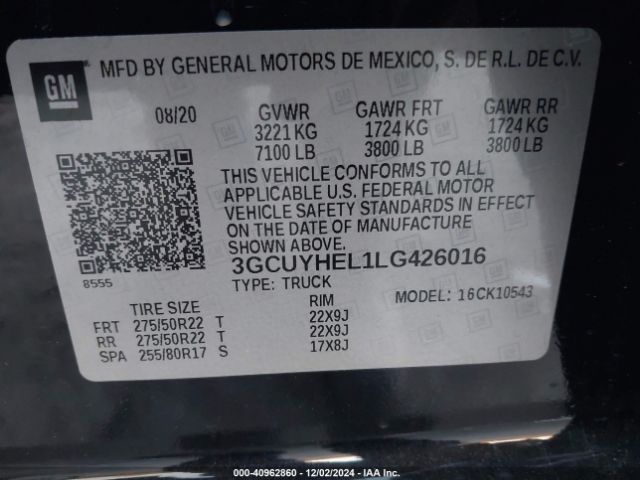 GM
MFD BY GENERAL MOTORS DE MEXICO, S. DE R.L. DE C.V.
08/20 GVWR GAWR FRT GAWR RR
3221 KG 1724 KG 1724 KG
7100 LB 3800 LB 3800 LB
THIS VEHICLE CONFORMS TO ALL
APPLICABLE U.S. FEDERAL MOTOR
VEHICLE SAFETY STANDARDS IN EFFECT
ON THE DATE OF MANUFACTURE
SHOWN ABOVE.
8555
3GCUYHEL1LG426016
TYPE: TRUCK MODEL: 16CK10543
TIRE SIZE RIM
FRT 275/50R22 T 22X9J
RR 275/50R22 T 22X9J
SPA 255/80R17 S 17X8J
000-40962860 - 12/02/2024 - IAAI.COM